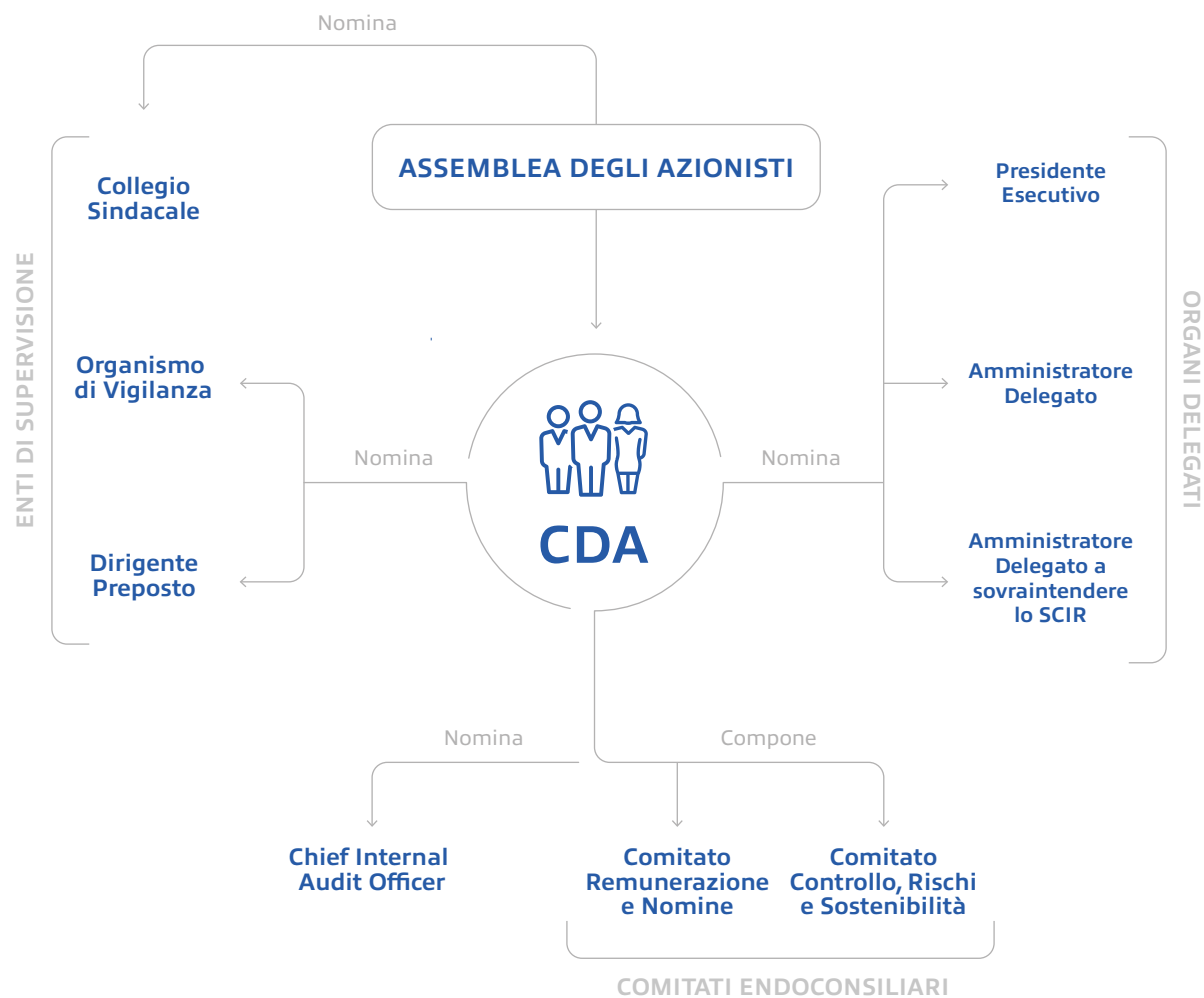 Nomina
ASSEMBLEA DEGLI AZIONISTI
Collegio
Sindacale
Presidente
Esecutivo
ENTI DI SUPERVISIONE
ORGANI DELEGATI
Organismo
di Vigilanza
Amministratore
Delegato
Nomina
Nomina
CDA
Dirigente
Preposto
Amministratore
Delegato a
sovraintendere
lo SCIR
Nomina
Compone
Chief Internal
Audit Officer
Comitato
Remunerazione
e Nomine
Comitato
Controllo, Rischi
e Sostenibilità
COMITATI ENDOCONSILIARI